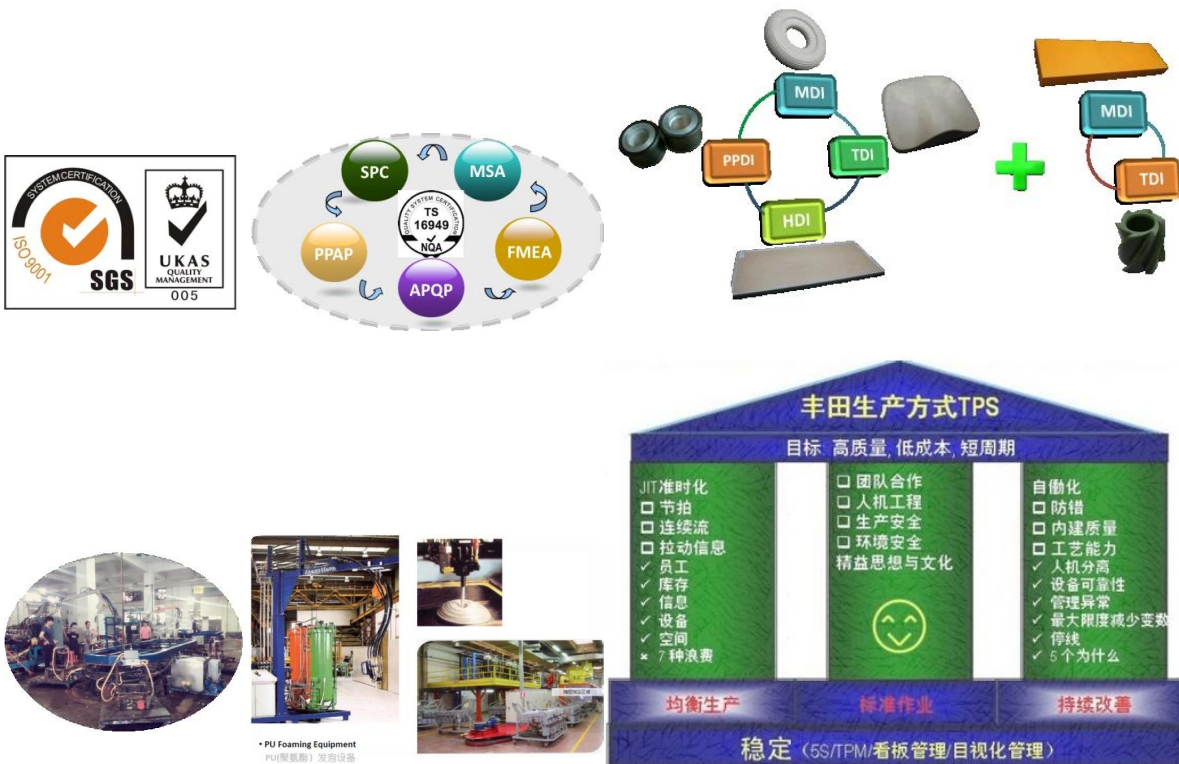 SYSTEM CERTIFICATION
ISO 9001
SGS
UKAS
QUALITY
MANAGEMENT
005
SPC
MSA
PPAP
FMEA
APQP
QUALITY SYSTEM CERTIFICATION
TS
16949
NQA
MDI
PPDI
TDI
HDI
MDI
TDI
• PU Foaming Equipment
PU(聚氨酯）发泡设备
丰田生产方式TPS
目标: 高质量, 低成本, 短周期
JIT准时化
□ 节拍
□ 连续流
□ 拉动信息
✓ 员工
✓ 库存
✓ 信息
✓ 设备
✓ 空间
× 7 种浪费
❑ 团队合作
❑ 人机工程
❑ 生产安全
❑ 环境安全
精益思想与文化
自働化
□ 防错
□ 内建质量
□ 工艺能力
✓ 人机分离
✓ 设备可靠性
✓ 管理异常
✓ 最大限度减少变数
✓ 停线
✓ 5 个为什么
均衡生产
标准作业
持续改善
稳定（5S/TPM/看板管理/目视化管理）